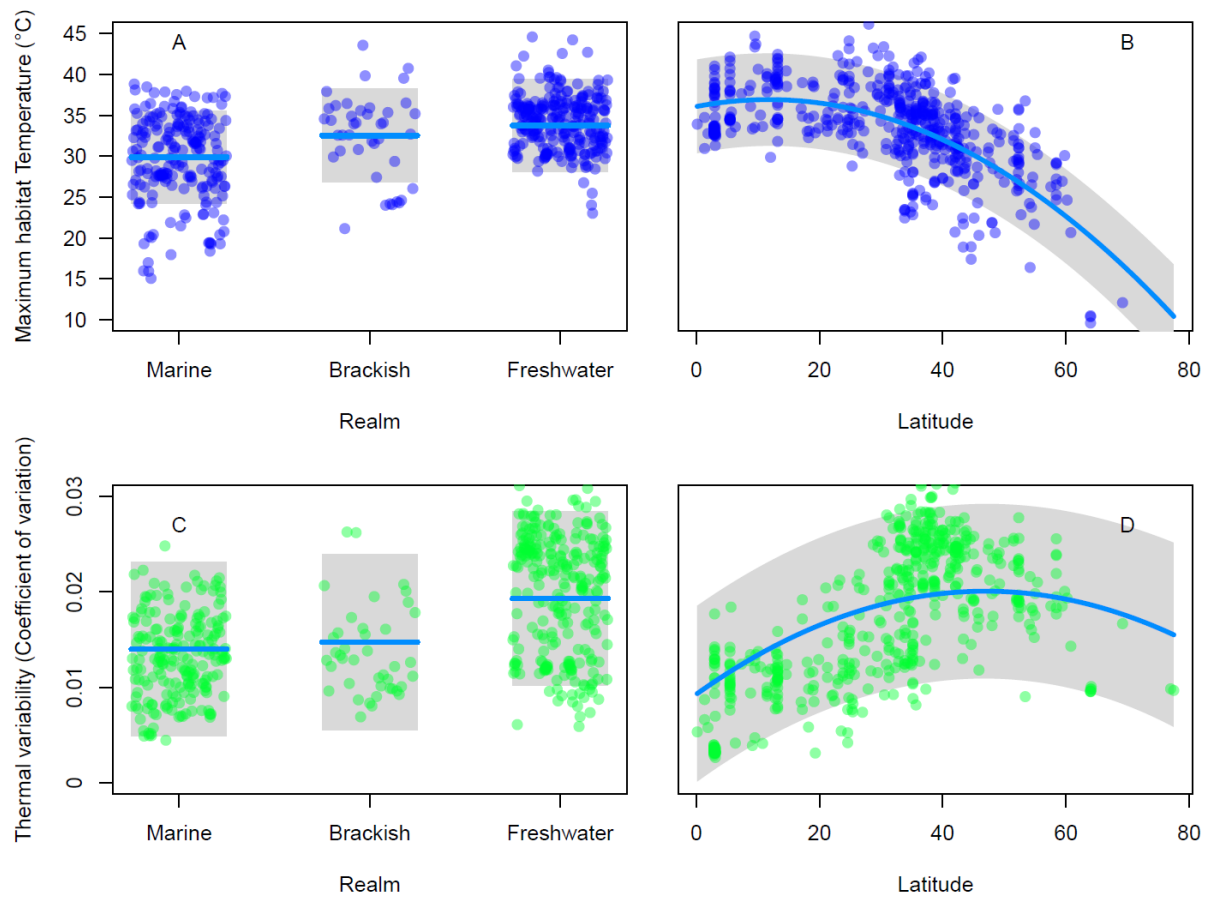 Maximum habitat Temperature (°C)
45
40
35
30
25
20
15
10
A
Marine
Brackish
Freshwater
Realm
B
0
20
40
60
80
Latitude
Thermal variability (Coefficient of variation)
0.03
0.02
0.01
0
C
Marine
Brackish
Freshwater
Realm
D
0
20
40
60
80
Latitude